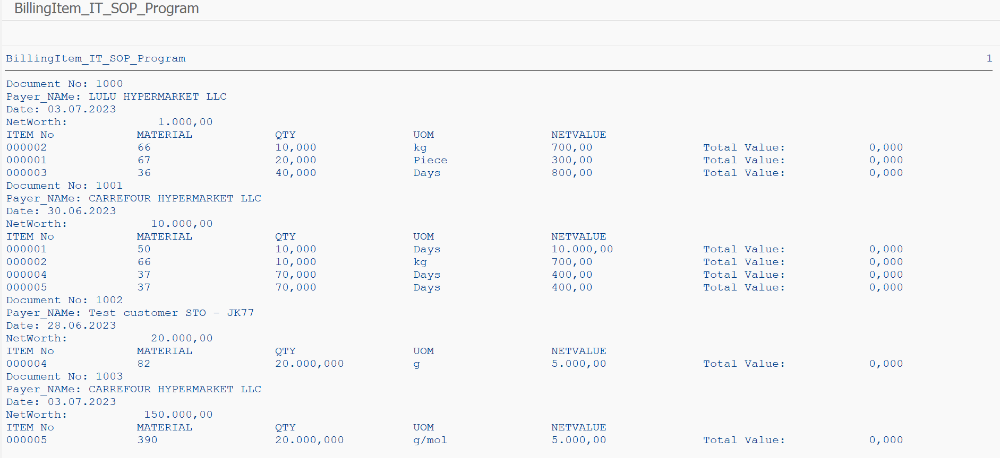 BillingItem_IT_SOP_Program
BillingItem_IT_SOP_Program 1
Document No: 1000
Payer_NAMe: LULU HYPERMARKET LLC
Date: 03.07.2023
NetWorth: 1.000,00
ITEM No MATERIAL QTY UOM NETVALUE
000002 66 10,000 kg 700,00 Total Value: 0,000
000001 67 20,000 Piece 300,00 Total Value: 0,000
000003 36 40,000 Days 800,00 Total Value: 0,000
Document No: 1001
Payer_NAMe: CARREFOUR HYPERMARKET LLC
Date: 30.06.2023
NetWorth: 10.000,00
ITEM No MATERIAL QTY UOM NETVALUE
000001 50 10,000 Days 10.000,00 Total Value: 0,000
000002 66 10,000 kg 700,00 Total Value: 0,000
000004 37 70,000 Days 400,00 Total Value: 0,000
000005 37 70,000 Days 400,00 Total Value: 0,000
Document No: 1002
Payer_NAMe: Test customer STO - JK77
Date: 28.06.2023
NetWorth: 20.000,00
ITEM No MATERIAL QTY UOM NETVALUE
000004 82 20.000,000 g 5.000,00 Total Value: 0,000
Document No: 1003
Payer_NAMe: CARREFOUR HYPERMARKET LLC
Date: 03.07.2023
NetWorth: 150.000,00
ITEM No MATERIAL QTY UOM NETVALUE
000005 390 20.000,000 g/mol 5.000,00 Total Value: 0,000